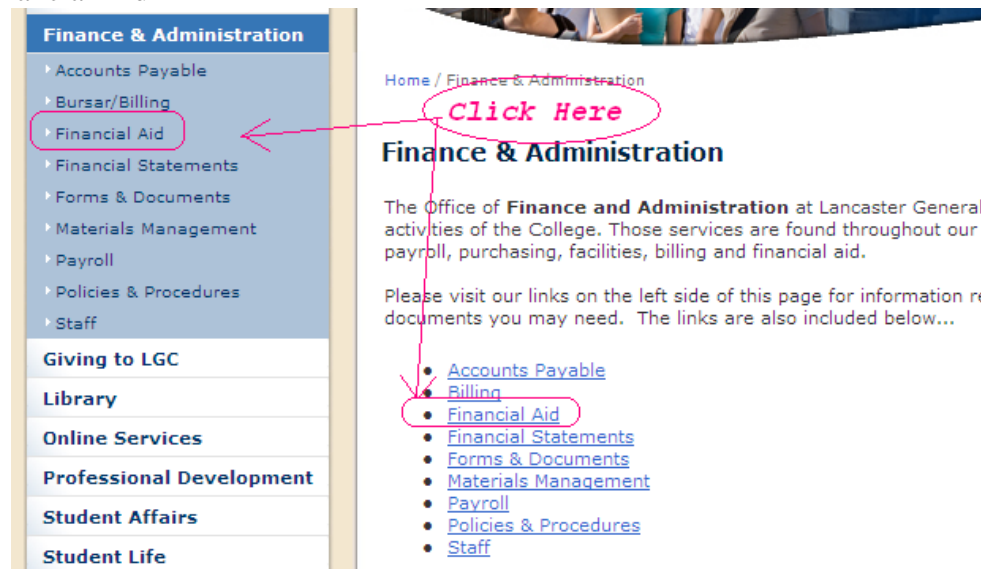 Finance & Administration
Accounts Payable
Bursar/Billing
Financial Aid
Financial Statements
Forms & Documents
Materials Management
Payroll
Policies & Procedures
Staff
Giving to LGC
Library
Online Services
Professional Development
Student Affairs
Student Life
Home / Finance & Administration
Click Here
Finance & Administration
The Office of Finance and Administration at Lancaster General
activities of the College. Those services are found throughout our
payroll, purchasing, facilities, billing and financial aid.
Please visit our links on the left side of this page for information
documents you may need. The links are also included below...
Accounts Payable
Billing
Financial Aid
Financial Statements
Forms & Documents
Materials Management
Payroll
Policies & Procedures
Staff